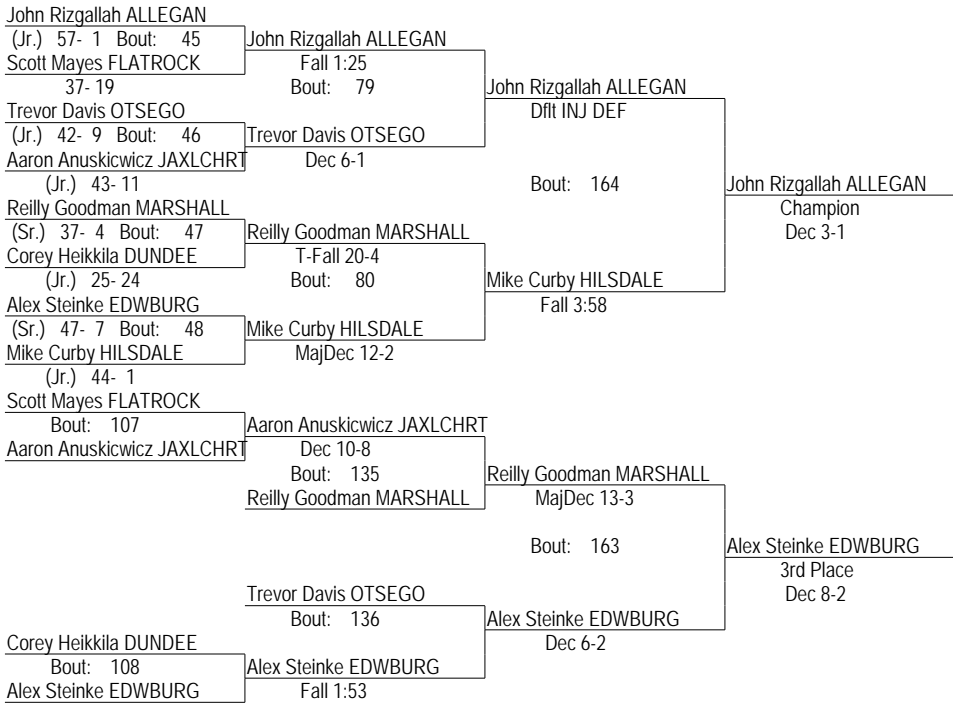 John Rizgallah ALLEGAN
(Jr.) 57- 1 Bout: 45 John Rizgallah ALLEGAN
Scott Mayes FLATROCK Fall 1:25
37- 19 Bout: 79 John Rizgallah ALLEGAN
Trevor Davis OTSEGO Dflt INJ DEF
(Jr.) 42- 9 Bout: 46 Trevor Davis OTSEGO
Aaron Anuskicwicz JAXLCHRT Dec 6-1
(Jr.) 43- 11 Bout: 164 John Rizgallah ALLEGAN
Reilly Goodman MARSHALL Champion
(Sr.) 37- 4 Bout: 47 Reilly Goodman MARSHALL Dec 3-1
Corey Heikkila DUNDEE T-Fall 20-4
(Jr.) 25- 24 Bout: 80 Mike Curby HILSDALE
Alex Steinke EDWBURG Fall 3:58
(Sr.) 47- 7 Bout: 48 Mike Curby HILSDALE
Mike Curby HILSDALE MajDec 12-2
(Jr.) 44- 1
Scott Mayes FLATROCK
Bout: 107 Aaron Anuskicwicz JAXLCHRT
Aaron Anuskicwicz JAXLCHRT Dec 10-8
Bout: 135 Reilly Goodman MARSHALL
Reilly Goodman MARSHALL MajDec 13-3
Bout: 163 Alex Steinke EDWBURG
3rd Place
Trevor Davis OTSEGO Dec 8-2
Bout: 136 Alex Steinke EDWBURG
Corey Heikkila DUNDEE Dec 6-2
Bout: 108 Alex Steinke EDWBURG
Alex Steinke EDWBURG Fall 1:53